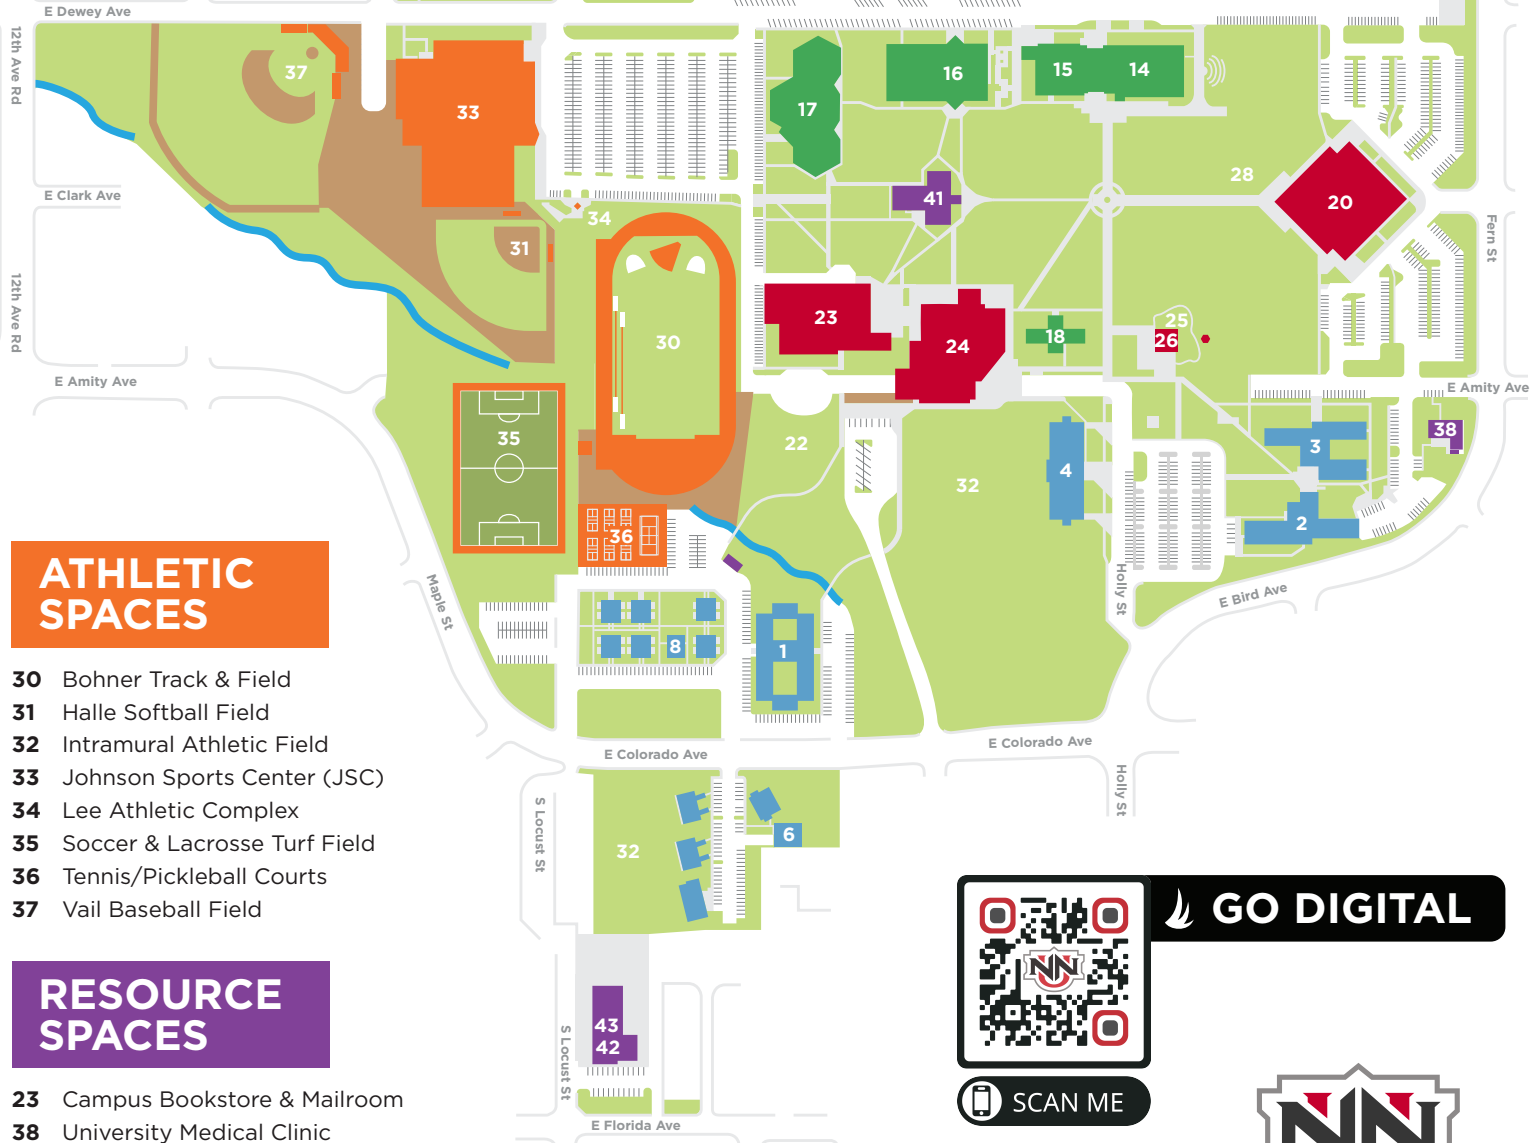 E Dewey Ave
12th Ave Rd
37
33
17
16
15
14
E Clark Ave
41
28
20
34
31
Fern St
12th Ave Rd
30
23
24
18
25
26
E Amity Ave
E Amity Ave
35
22
32
4
3
38
2
36
Maple St
Holly St
E Bird Ave
8
1
E Colorado Ave
E Colorado Ave
Holly St
S Locust St
32
6
ATHLETIC
SPACES
30 Bohner Track & Field
31 Halle Softball Field
32 Intramural Athletic Field
33 Johnson Sports Center (JSC)
34 Lee Athletic Complex
35 Soccer & Lacrosse Turf Field
36 Tennis/Pickleball Courts
37 Vail Baseball Field
GO DIGITAL
NNU
SCAN ME
RESOURCE
SPACES
43
42
S Locust St
E Florida Ave
23 Campus Bookstore & Mailroom
38 University Medical Clinic
NN